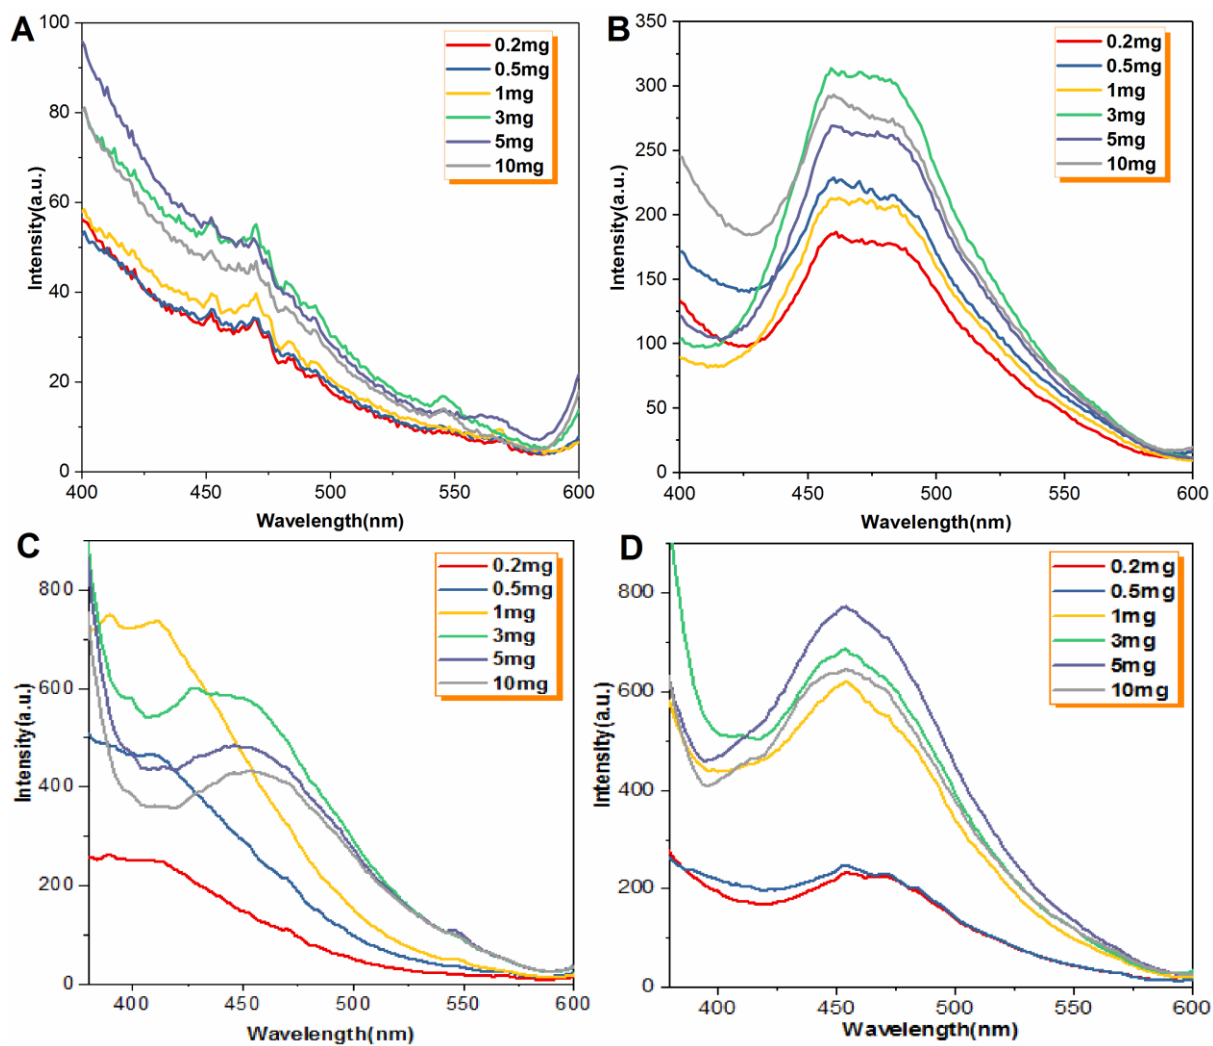 A
100
80
60
40
20
0
400
450
500
550
600
Intensity(a.u.)
Wavelength(nm)
0.2mg
0.5mg
1mg
3mg
5mg
10mg
B
350
300
250
200
150
100
50
0
400
450
500
550
600
Intensity(a.u.)
Wavelength(nm)
0.2mg
0.5mg
1mg
3mg
5mg
10mg
C
800
600
400
200
0
400
450
500
550
600
Intensity(a.u.)
Wavelength(nm)
0.2mg
0.5mg
1mg
3mg
5mg
10mg
D
800
600
400
200
0
400
450
500
550
600
Intensity(a.u.)
Wavelength(nm)
0.2mg
0.5mg
1mg
3mg
5mg
10mg